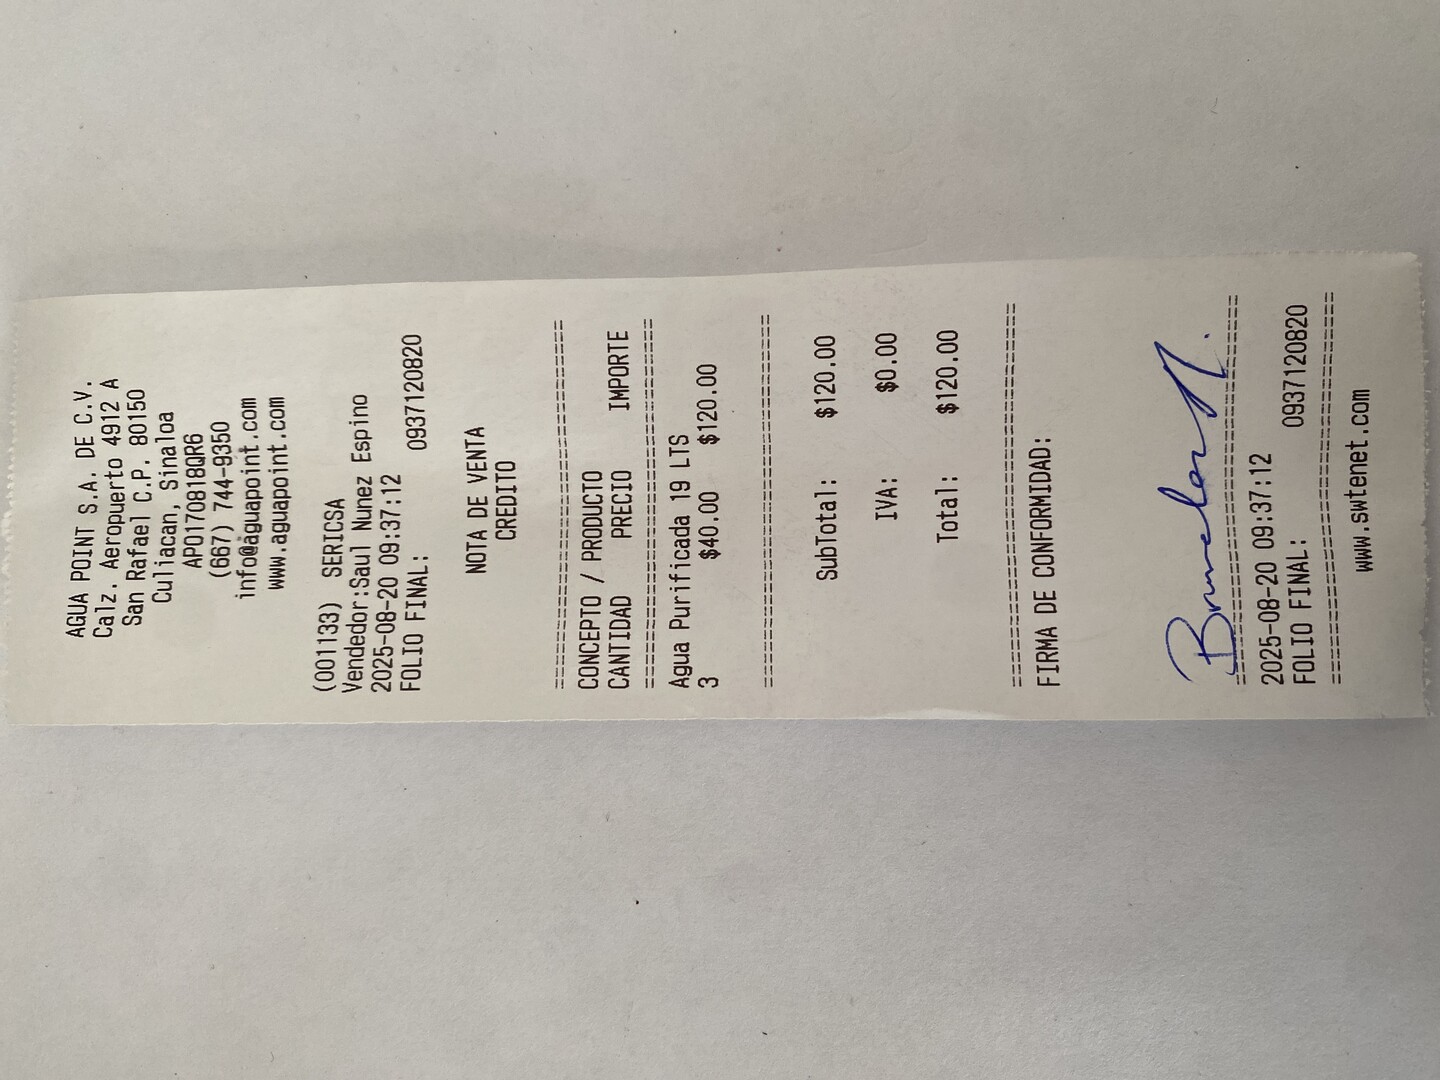 AGUA POINT S.A. DE C.V.
Calz. Aeropuerto 4912 A
San Rafael C.P. 80150
Culiacan, Sinaloa
APO170818QR6
(667) 744-9350
info@aguapoint.com
www.aguapoint.com
(001133) SERICSA
Vendedor:Saul Nunez Espino
2025-08-20 09:37:12
FOLIO FINAL: 0937120820
NOTA DE VENTA
CREDITO
================================
CONCEPTO / PRODUCTO
CANTIDAD PRECIO IMPORTE
================================
Agua Purificada 19 LTS
3 $40.00 $120.00
================================
SubTotal: $120.00
IVA: $0.00
Total: $120.00
================================
FIRMA DE CONFORMIDAD:
================================
2025-08-20 09:37:12
FOLIO FINAL: 0937120820
================================
www.swtenet.com